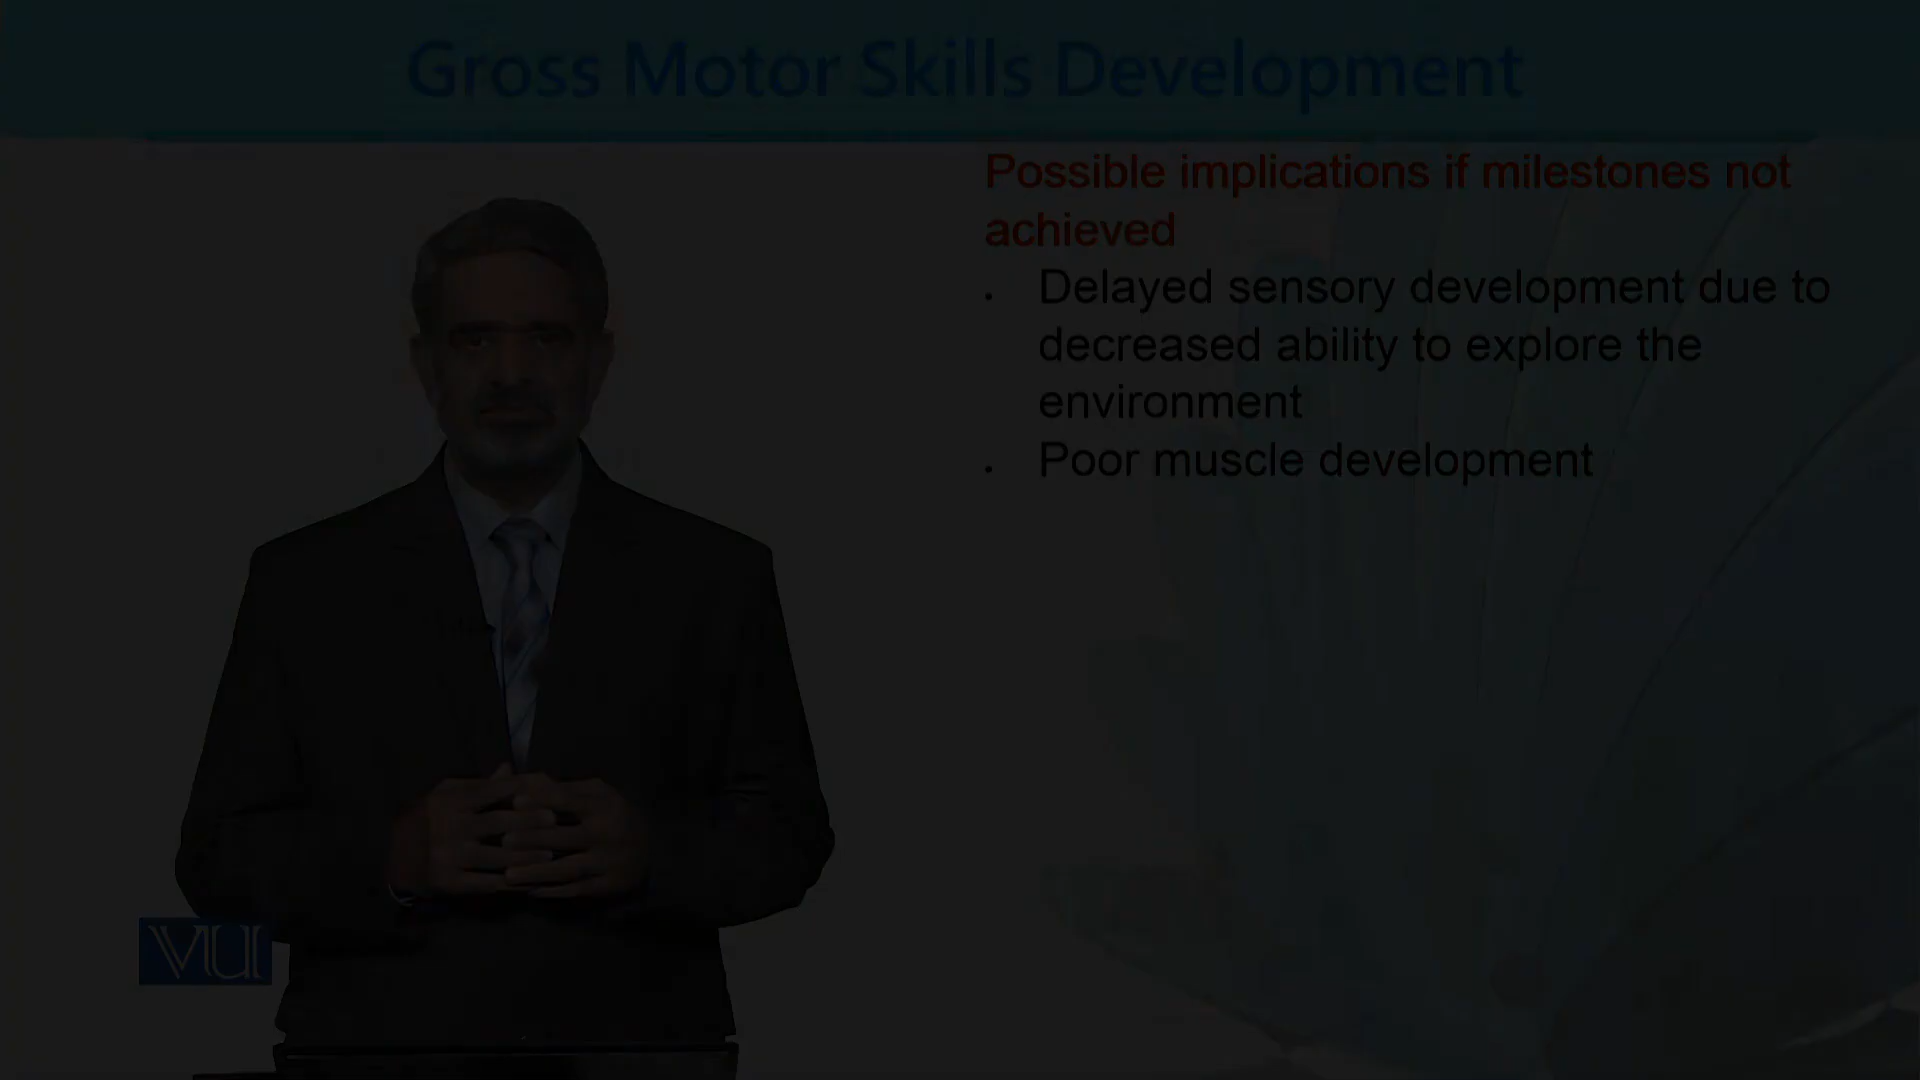 Gross Motor Skills Development
Possible implications if milestones not
achieved
• Delayed sensory development due to
decreased ability to explore the
environment
• Poor muscle development
VU